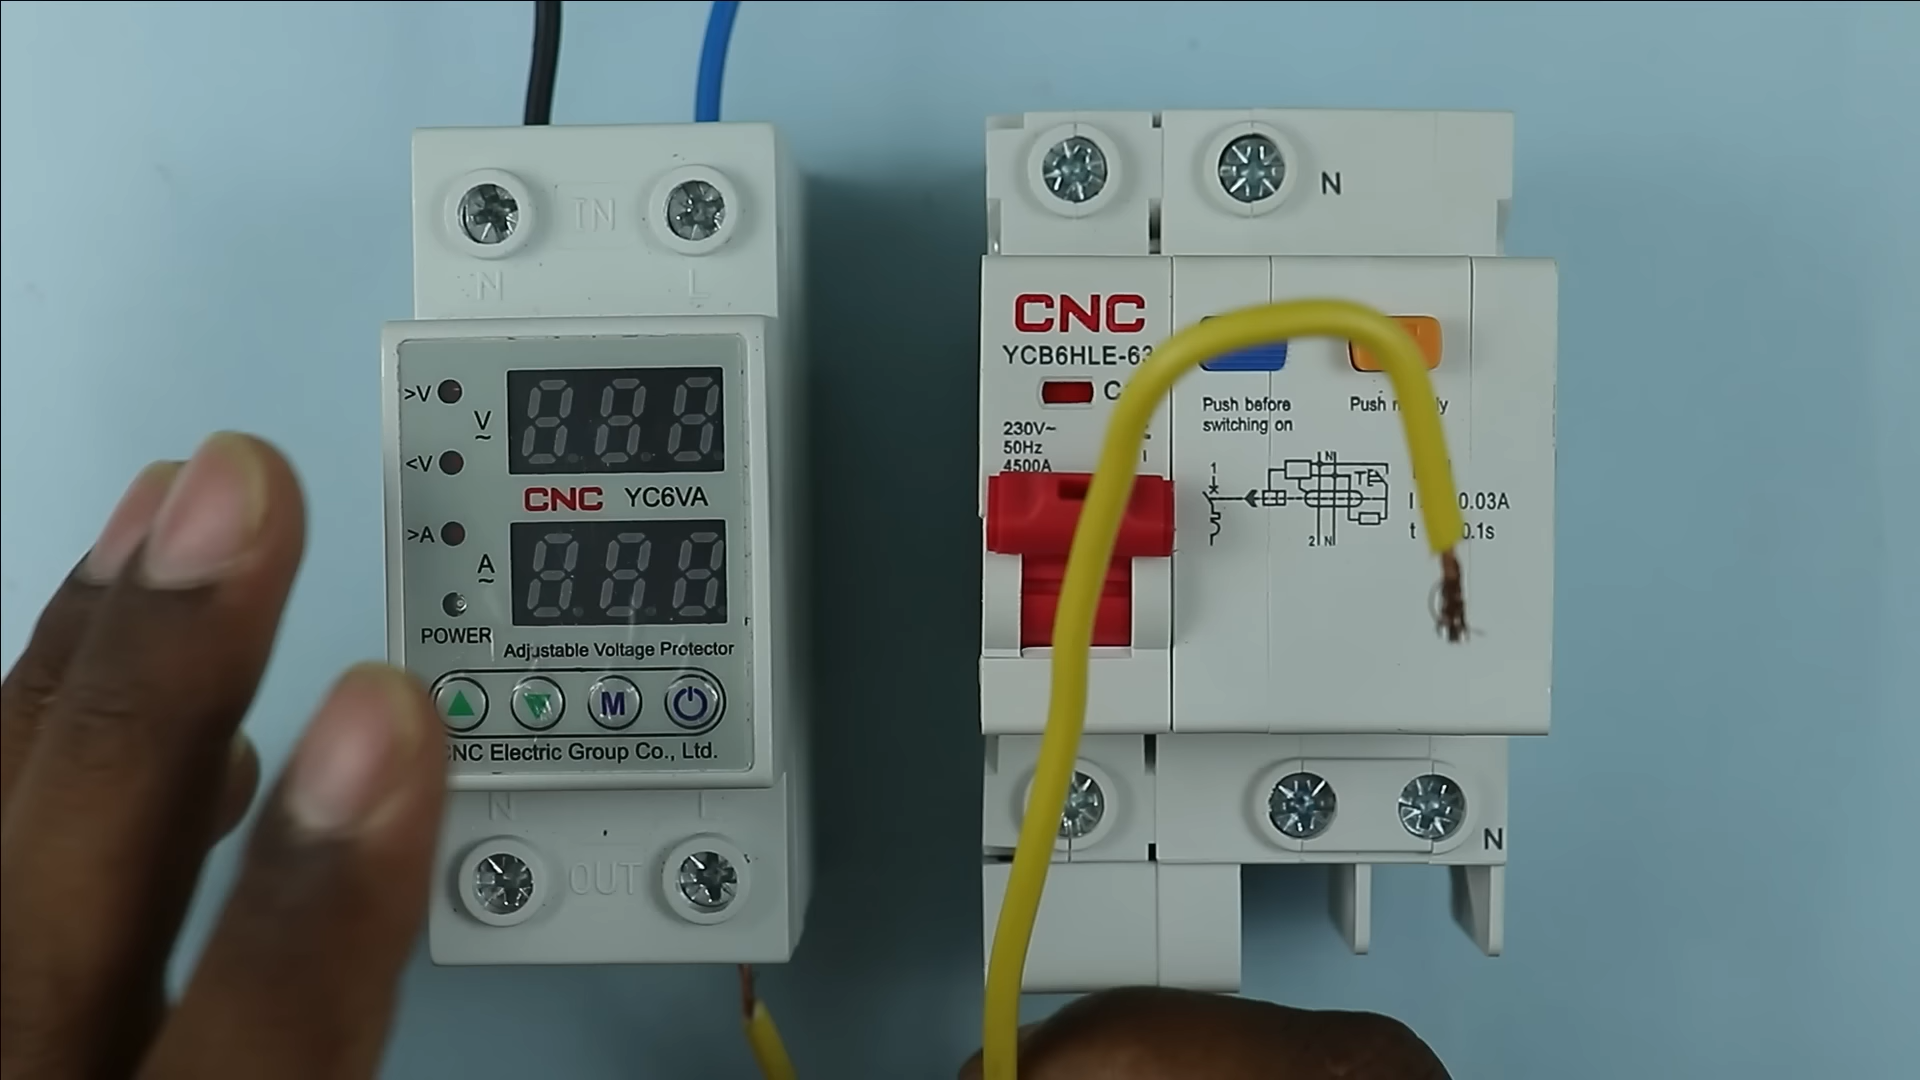 IN
N L
>V
V
<V
CNC YC6VA
>A
A
POWER
Adjustable Voltage Protector
M
CNC Electric Group Co., Ltd.
N L
OUT
N
CNC
YCB6HLE-63
230V~
50Hz
4500A
Push before
switching on
Push
1
N
TE
2 N
0.03A
t 0.1s
N